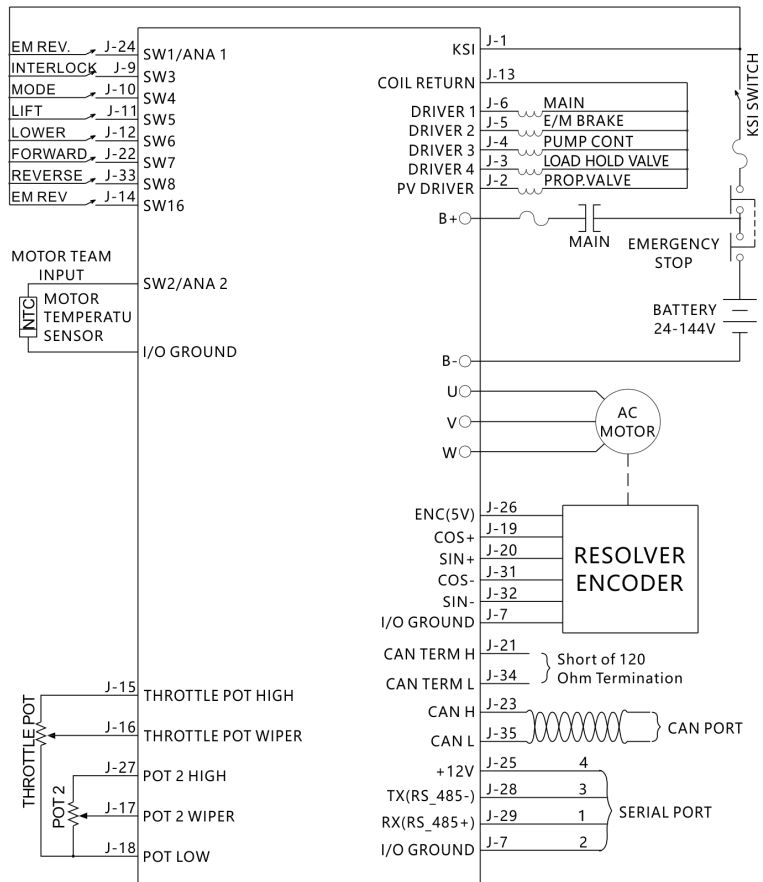 EM REV. J-24 SW1/ANA 1
INTERLOCK J-9 SW3
MODE J-10 SW4
LIFT J-11 SW5
LOWER J-12 SW6
FORWARD J-22 SW7
REVERSE J-33 SW8
EM REV J-14 SW16
MOTOR TEAM
INPUT
SW2/ANA 2
NTC
MOTOR
TEMPERATU
SENSOR
I/O GROUND
THROTTLE POT
J-15 THROTTLE POT HIGH
J-16 THROTTLE POT WIPER
J-27 POT 2 HIGH
POT 2
J-17 POT 2 WIPER
J-18 POT LOW
KSI J-1
COIL RETURN J-13
DRIVER 1 J-6 MAIN
DRIVER 2 J-5 E/M BRAKE
DRIVER 3 J-4 PUMP CONT
DRIVER 4 J-3 LOAD HOLD VALVE
PV DRIVER J-2 PROP.VALVE
KSI SWITCH
B+
MAIN
EMERGENCY
STOP
BATTERY
24-144V
B-
U
V
W
AC
MOTOR
ENC(5V) J-26
COS+ J-19
SIN+ J-20
COS- J-31
SIN- J-32
I/O GROUND J-7
RESOLVER
ENCODER
CAN TERM H J-21
CAN TERM L J-34
Short of 120
Ohm Termination
CAN H J-23
CAN L J-35
CAN PORT
+12V J-25 4
TX(RS_485-) J-28 3
RX(RS_485+) J-29 1
I/O GROUND J-7 2
SERIAL PORT